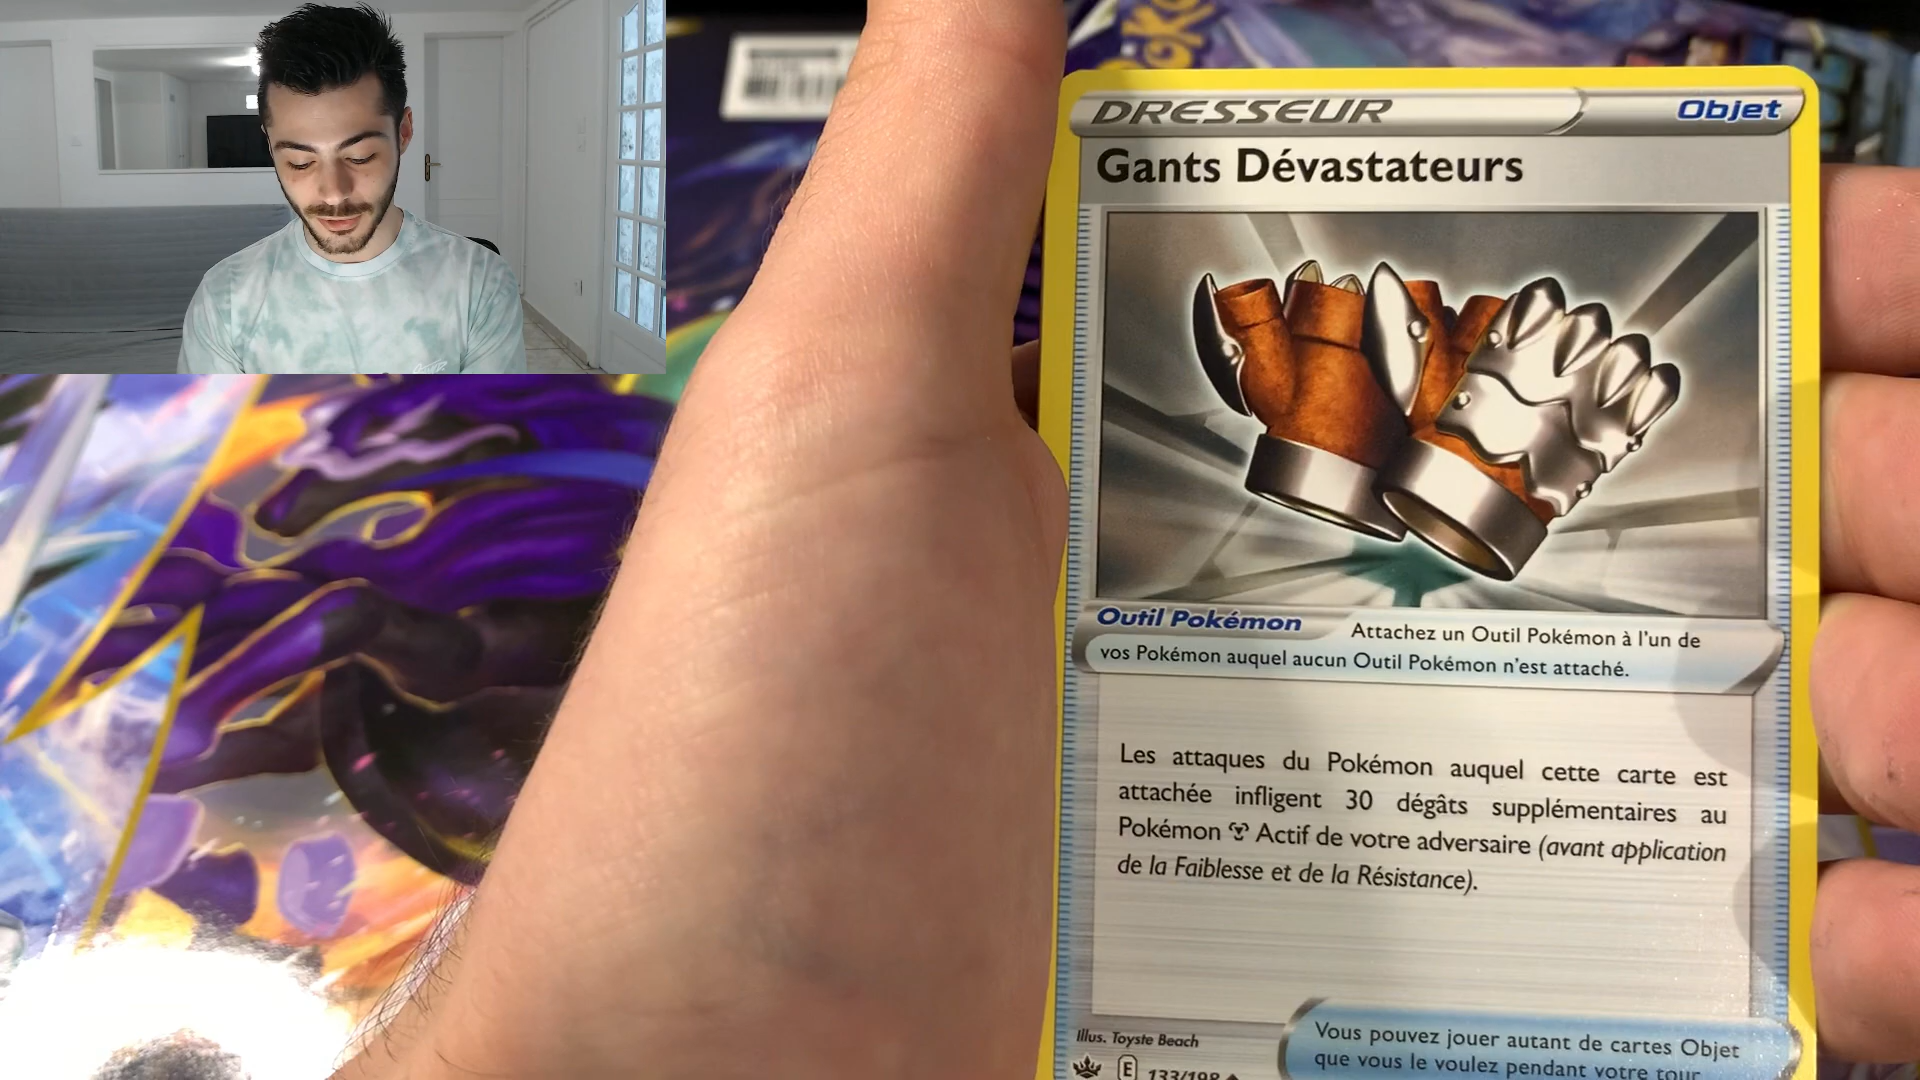 DRESSEUR
Objet
Gants Dévastateurs
Outil Pokémon Attachez un Outil Pokémon à l'un de
vos Pokémon auquel aucun Outil Pokémon n'est attaché.
Les attaques du Pokémon auquel cette carte est
attachée infligent 30 dégâts supplémentaires au
Pokémon Actif de votre adversaire (avant application
de la Faiblesse et de la Résistance).
Illus. Toyste Beach
E 133/198
Vous pouvez jouer autant de cartes Objet
que vous le voulez pendant votre tour